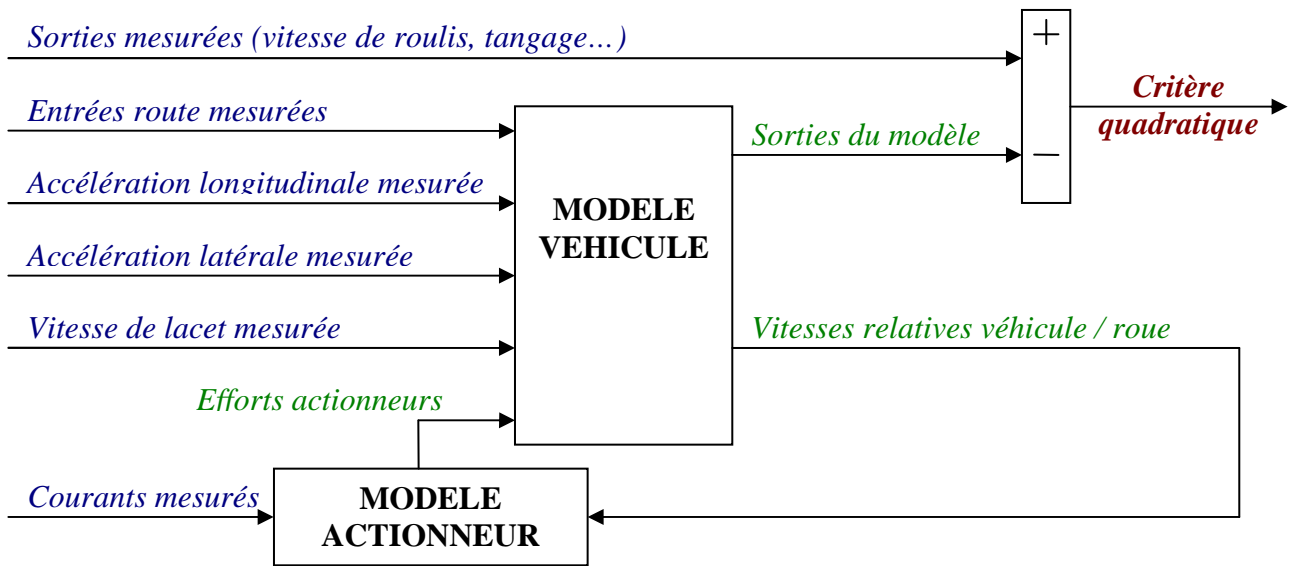 Sorties mesurées (vitesse de roulis, tangage…)
+
Critère
quadratique
Entrées route mesurées
Sorties du modèle
−
Accélération longitudinale mesurée
MODELE
VEHICULE
Accélération latérale mesurée
Vitesse de lacet mesurée
Vitesses relatives véhicule / roue
Efforts actionneurs
Courants mesurés
MODELE
ACTIONNEUR